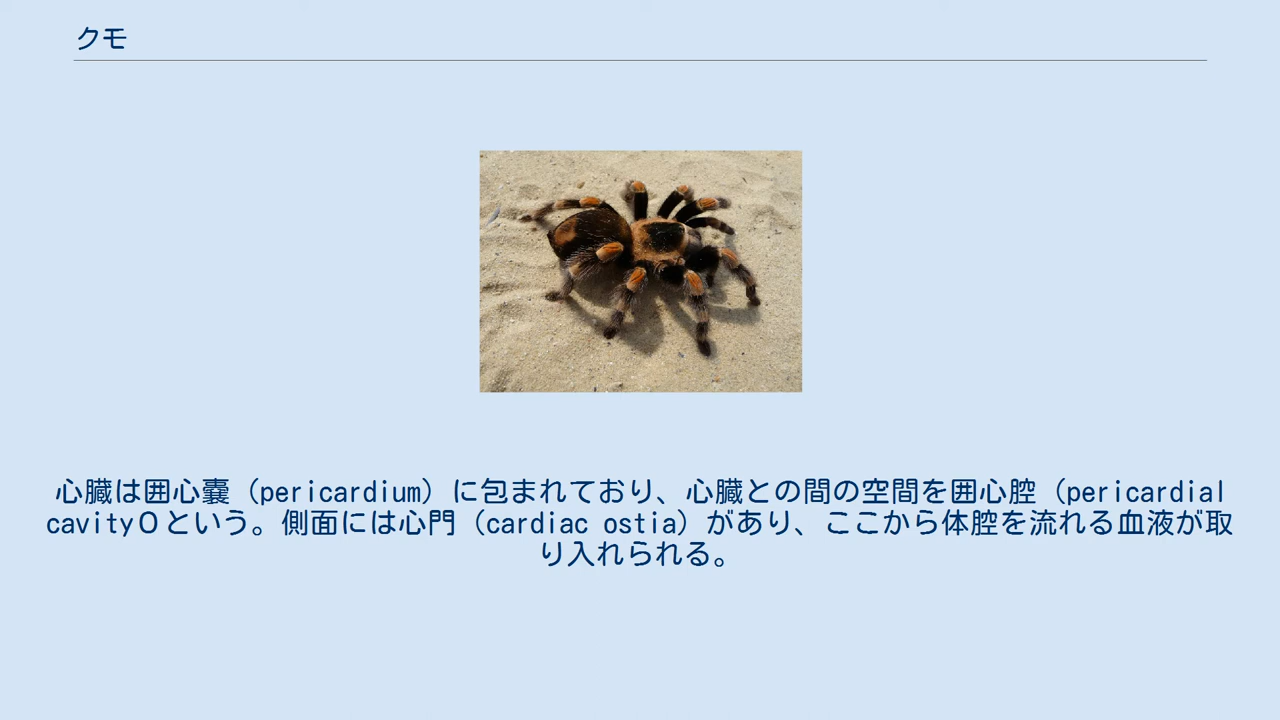 クモ
心臓は囲心嚢（pericardium）に包まれており、心臓との間の空間を囲心腔（pericardial
cavityＯという。側面には心門（cardiac ostia）があり、ここから体腔を流れる血液が取
り入れられる。